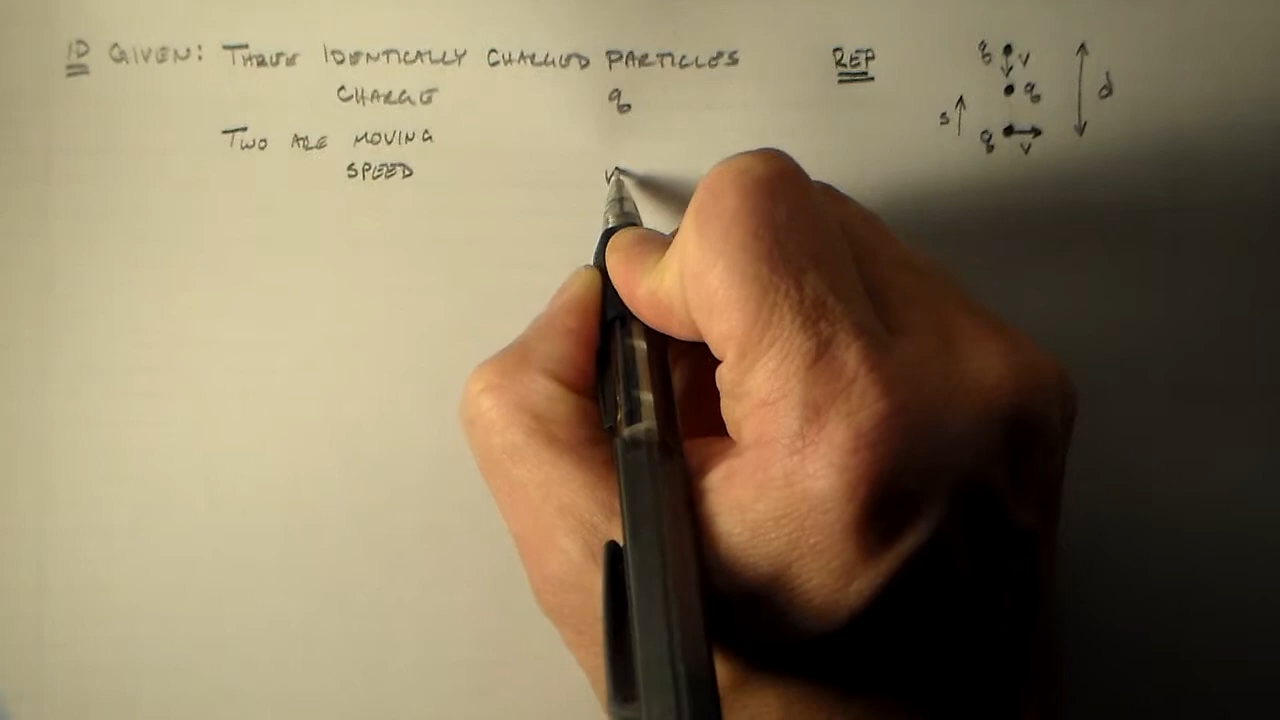 ID GIVEN: THREE IDENTICALLY CHARGED PARTICLES
CHARGE q
TWO ARE MOVING
SPEED v
REP
q v
q
s d
q v